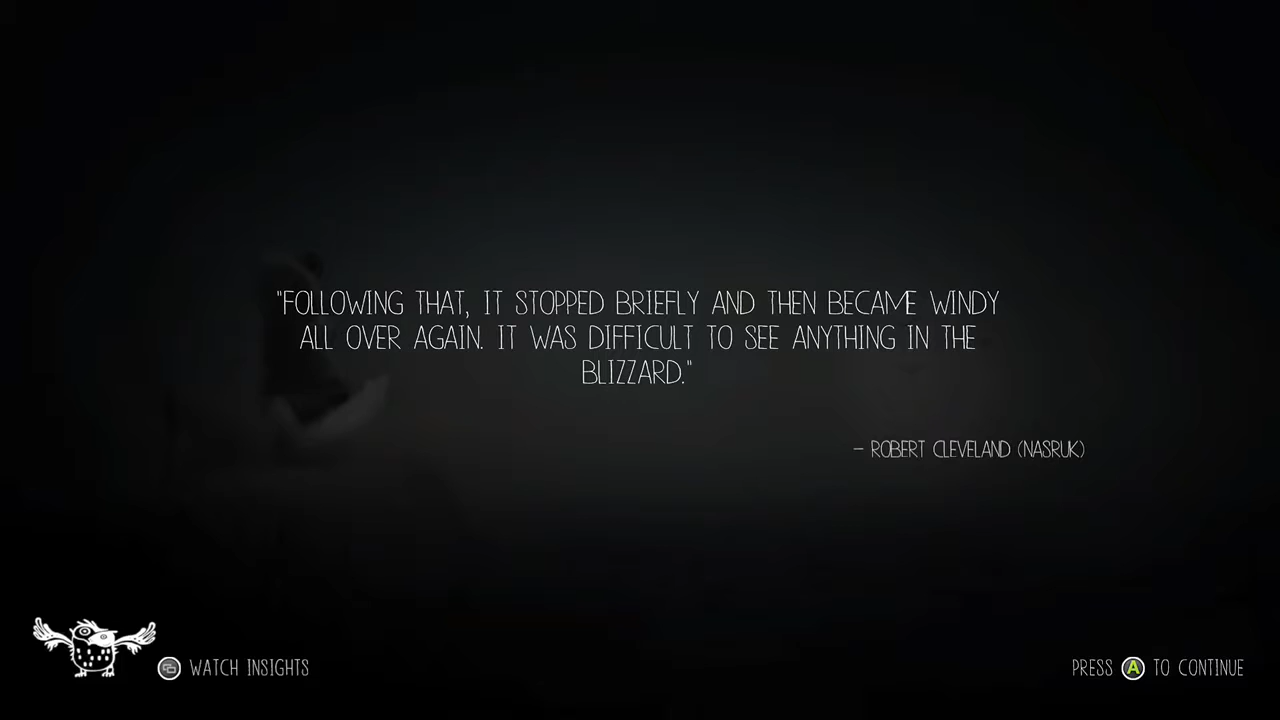 "FOLLOWING THAT, IT STOPPED BRIEFLY AND THEN BECAME WINDY
ALL OVER AGAIN. IT WAS DIFFICULT TO SEE ANYTHING IN THE
BLIZZARD."
– ROBERT CLEVELAND (NASRUK)
WATCH INSIGHTS
PRESS A TO CONTINUE